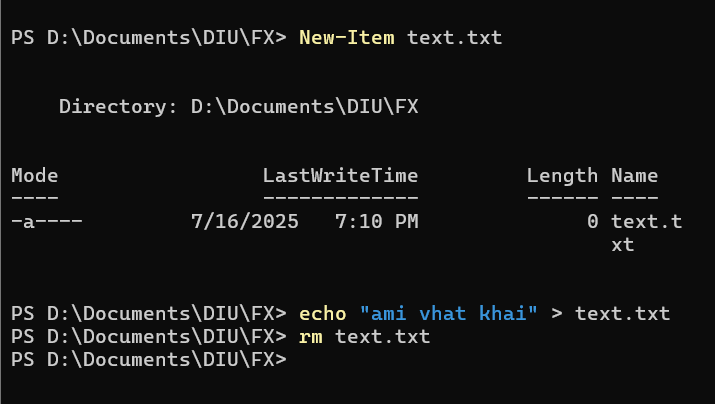 PS D:\Documents\DIU\FX> New-Item text.txt
Directory: D:\Documents\DIU\FX
Mode LastWriteTime Length Name
---- ------------- ------ ----
-a---- 7/16/2025 7:10 PM 0 text.t
xt
PS D:\Documents\DIU\FX> echo "ami vhat khai" > text.txt
PS D:\Documents\DIU\FX> rm text.txt
PS D:\Documents\DIU\FX>